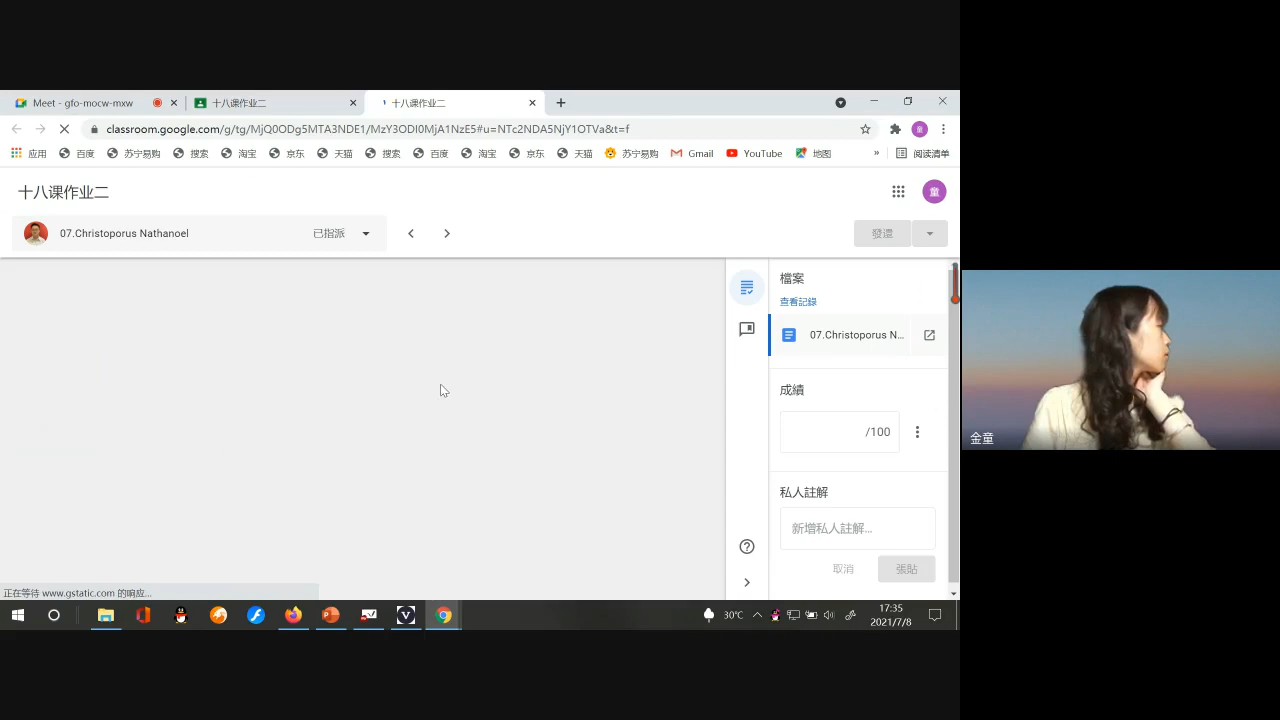 Meet - gfo-mocw-mxw
十八课作业二
十八课作业二
classroom.google.com/g/tg/MjQ0ODg5MTA3NDE1/MzY3ODI0MjA1NzE5#u=NTc2NDA5NjY1OTVa&t=f
应用 百度 苏宁易购 搜索 淘宝 京东 天猫 搜索 百度 淘宝 京东 天猫 苏宁易购 Gmail YouTube 地图 » 阅读清单
十八课作业二
童
07.Christoporus Nathanoel 已指派
發還
檔案
查看記錄
07.Christoporus N...
成績
/100
私人註解
新增私人註解...
取消 張貼
正在等待 www.gstatic.com 的响应...
30°C
17:35
2021/7/8
金童